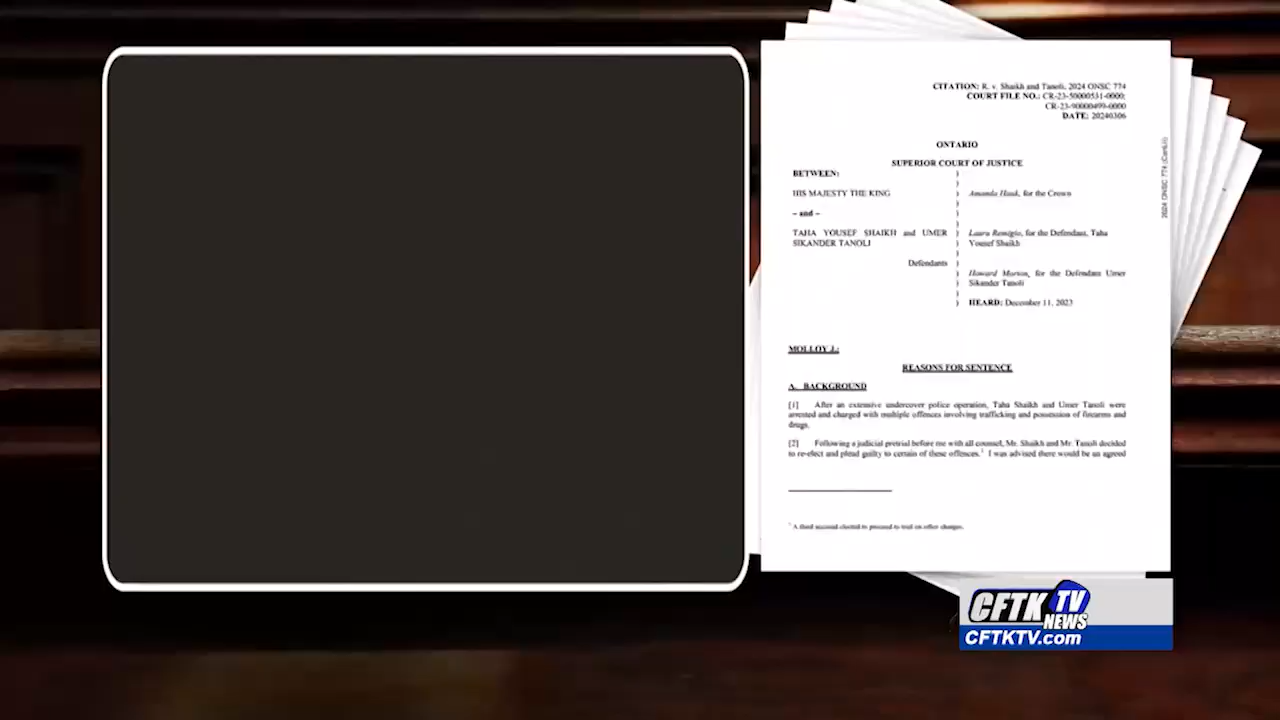 CITATION: R. v. Shaikh and Tanoli, 2024 ONSC 774
COURT FILE NO.: CR-23-50000531-0000;
CR-23-90000499-0000
DATE: 20240306
ONTARIO
SUPERIOR COURT OF JUSTICE
BETWEEN:
HIS MAJESTY THE KING
– and –
TAHA YOUSEF SHAIKH and UMER
SIKANDER TANOLI
Defendants
Amanda Hauk, for the Crown
Laura Remigio, for the Defendant, Taha
Yousef Shaikh
Howard Morton, for the Defendant Umer
Sikander Tanoli
HEARD: December 11, 2023
2024 ONSC 774 (CanLII)
MOLLOY J.:
REASONS FOR SENTENCE
A. BACKGROUND
[1] After an extensive undercover police operation, Taha Shaikh and Umer Tanoli were
arrested and charged with multiple offences involving trafficking and possession of firearms and
drugs.
[2] Following a judicial pretrial before me with all counsel, Mr. Shaikh and Mr. Tanoli decided
to re-elect and plead guilty to certain of these offences.¹ I was advised there would be an agreed
¹ A third accused elected to proceed to trial on other charges.
CFTK TV
NEWS
CFTKTV.com